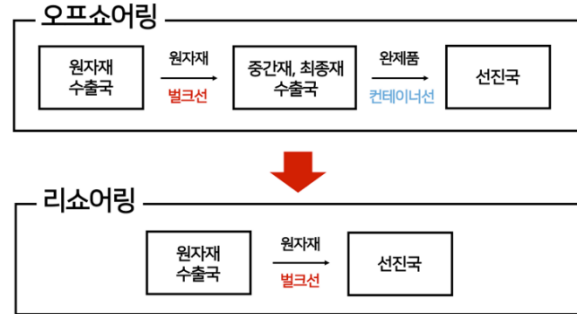 오프쇼어링
원자재
수출국
원자재
벌크선
중간재, 최종재
수출국
완제품
컨테이너선
선진국
리쇼어링
원자재
수출국
원자재
벌크선
선진국